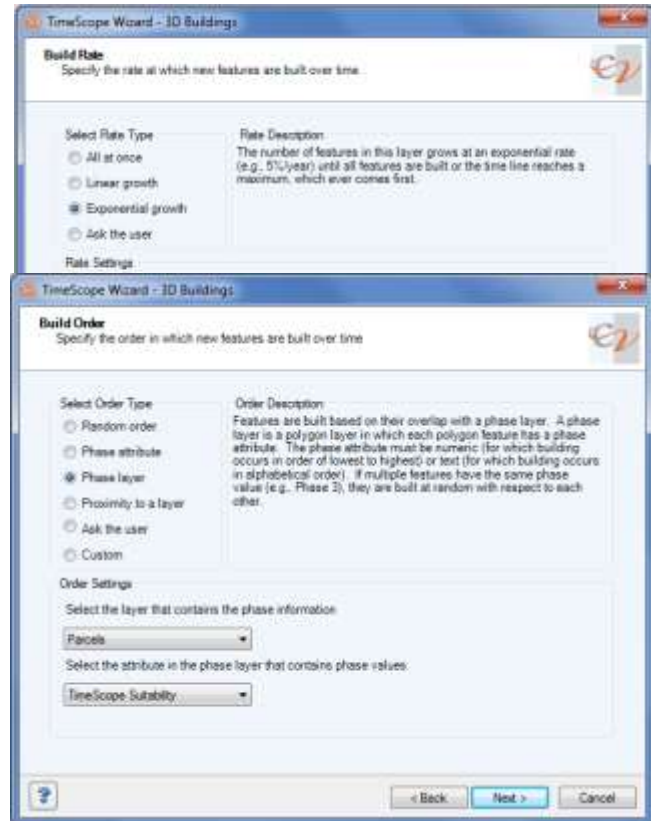 TimeScope Wizard - 3D Buildings
Build Rate
Specify the rate at which new features are built over time
Select Rate Type
All at once
Linear growth
Exponential growth
Ask the user
Rate Description
The number of features in this layer grows at an exponential rate
(e.g., 5%/year) until all features are built or the time line reaches a
maximum, which ever comes first.
Rate Settings
TimeScope Wizard - 3D Buildings
Build Order
Specify the order in which new features are built over time
Select Order Type
Random order
Phase attribute
Phase layer
Proximity to a layer
Ask the user
Custom
Order Description
Features are built based on their overlap with a phase layer. A phase
layer is a polygon layer in which each polygon feature has a phase
attribute. The phase attribute must be numeric (for which building
occurs in order of lowest to highest) or text (for which building occurs
in alphabetical order). If multiple features have the same phase
value (e.g., Phase 3), they are built at random with respect to each
other.
Order Settings
Select the layer that contains the phase information
Parcels
Select the attribute in the phase layer that contains phase values:
TimeScope Suitability
? < Back Next > Cancel